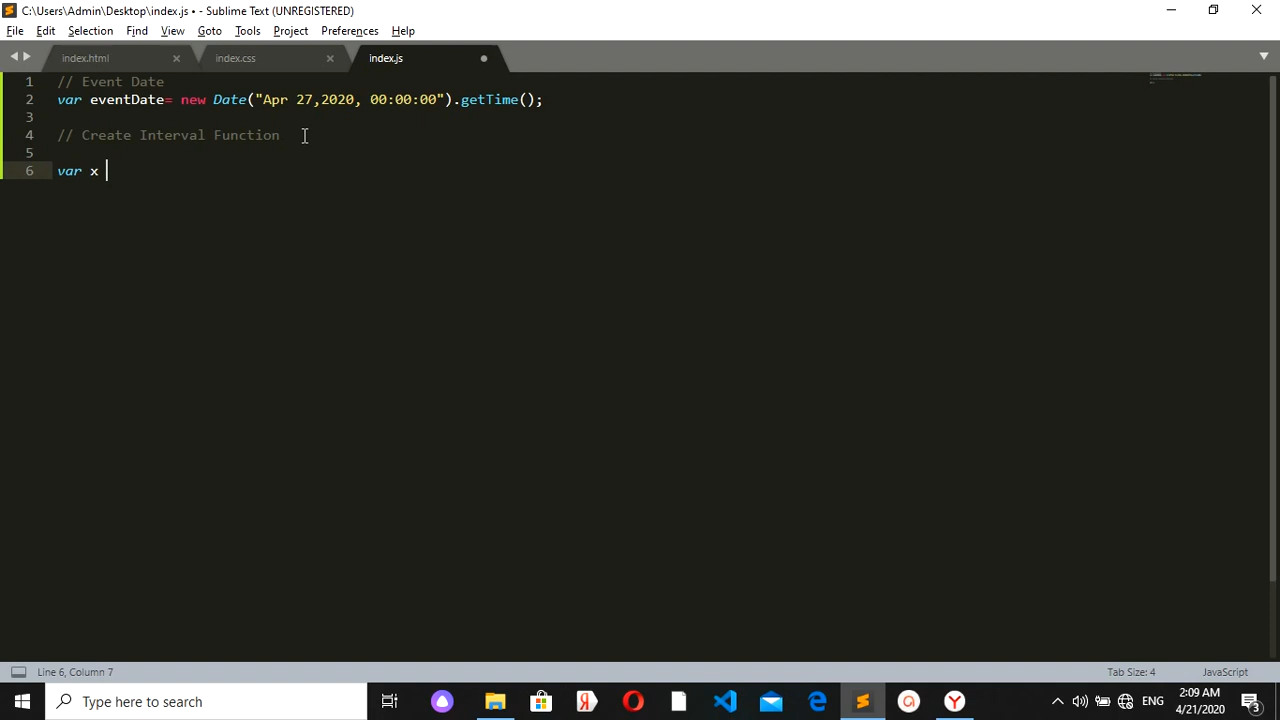 C:\Users\Admin\Desktop\index.js • - Sublime Text (UNREGISTERED)
File Edit Selection Find View Goto Tools Project Preferences Help
index.html index.css index.js
1 // Event Date
2 var eventDate= new Date("Apr 27,2020, 00:00:00").getTime();
3
4 // Create Interval Function
5
6 var x
Line 6, Column 7 Tab Size: 4 JavaScript
Type here to search ENG 2:09 AM
4/21/2020 3